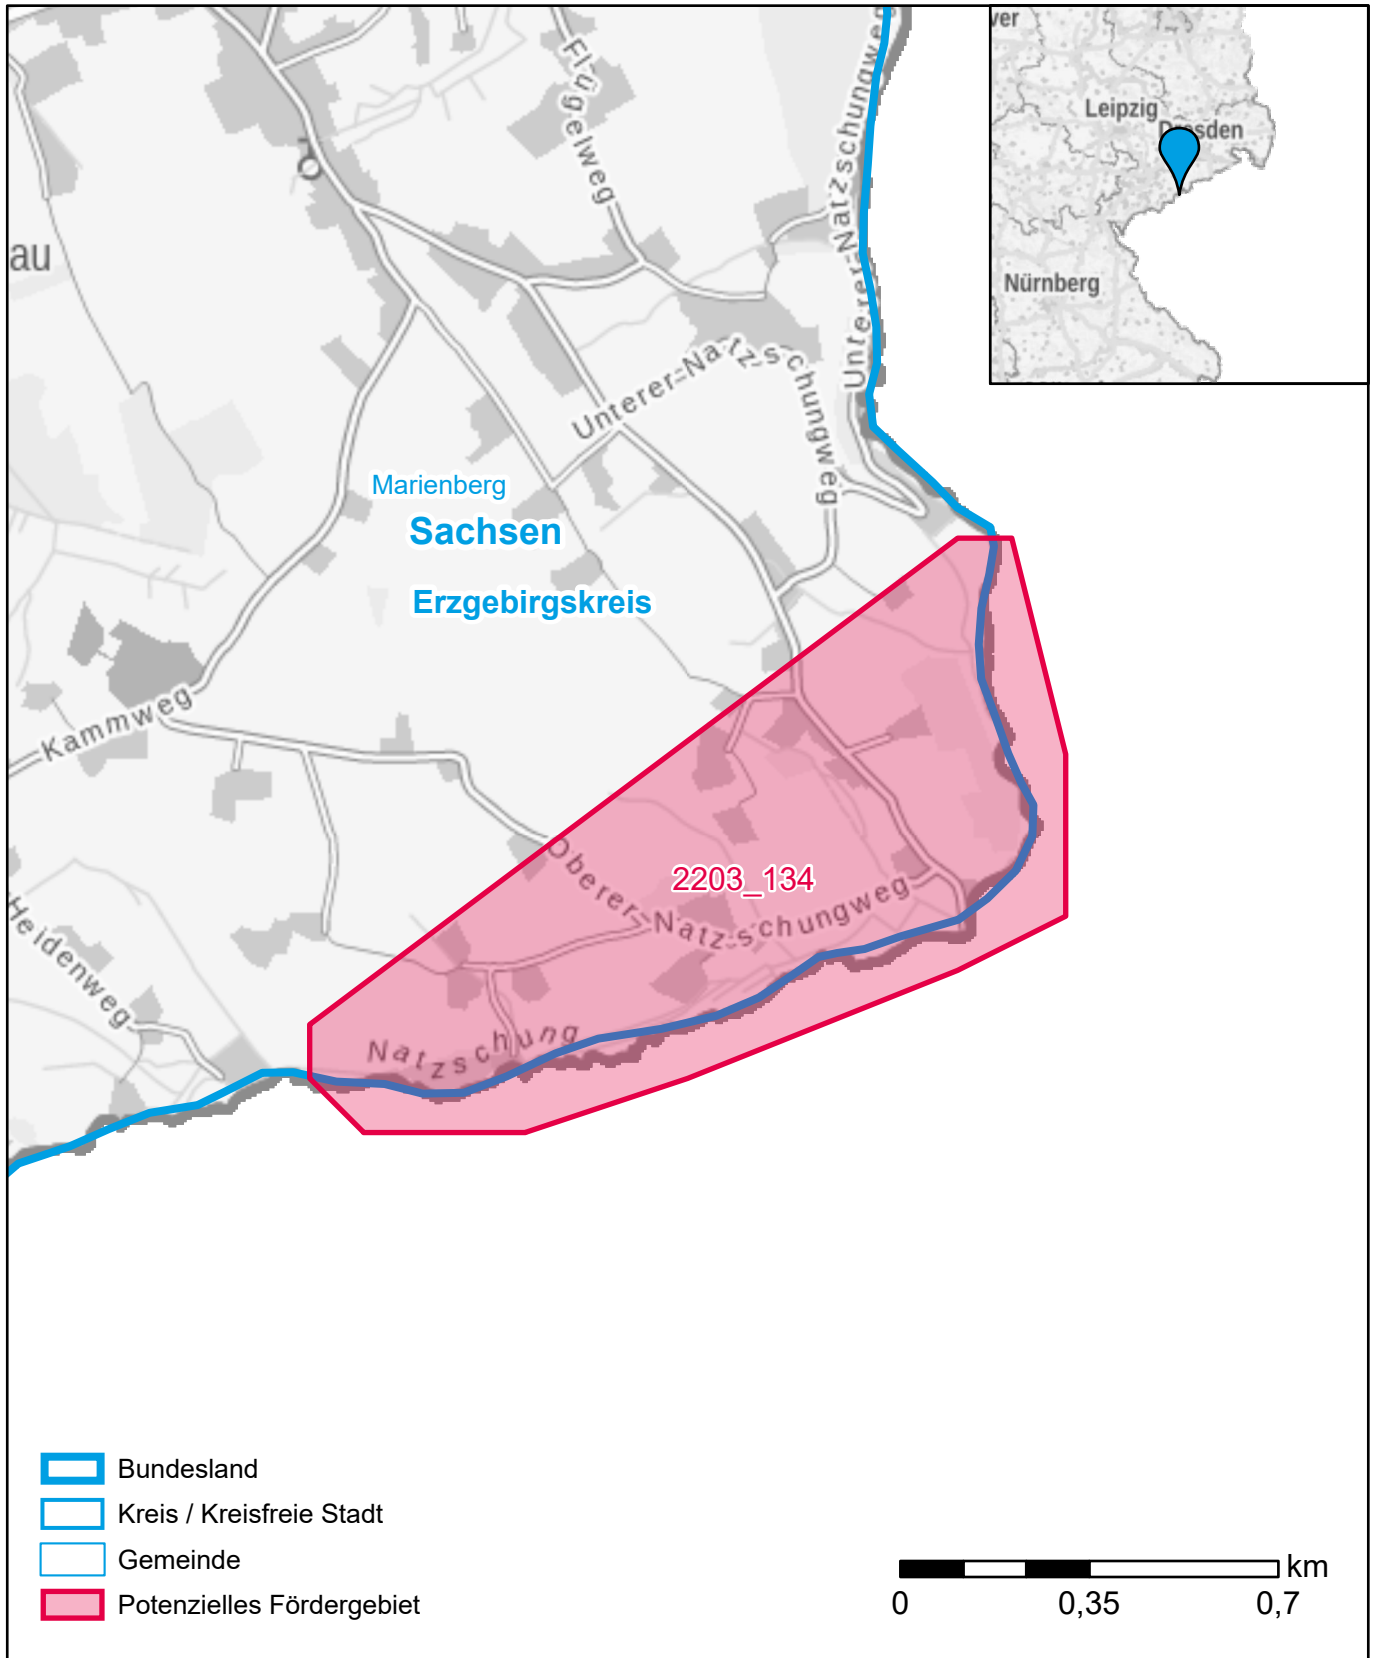 ver
Leipzig
Dresden
Nürnberg
Flügelweg
Unterer-Natzschungweg
au
Unterer-Natzschungweg
Marienberg
Sachsen
Erzgebirgskreis
Kammweg
2203_134
Oberer-Natzschungweg
Heidenweg
Natzschung
Bundesland
Kreis / Kreisfreie Stadt
Gemeinde
Potenzielles Fördergebiet
km
0 0,35 0,7